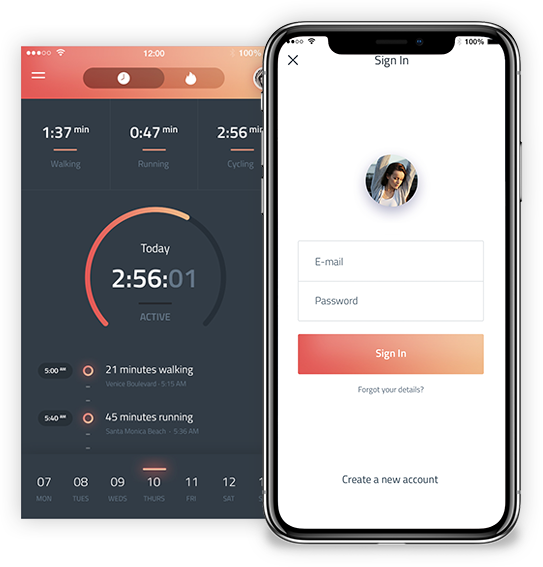 12:00
100%
1:37 min
0:47 min
2:56 min
Walking
Running
Cycling
Today
2:56:01
ACTIVE
5:00 AM
21 minutes walking
Venice Boulevard - 5:15 AM
5:40 AM
45 minutes running
Santa Monica Beach - 5:36 AM
07 08 09 10 11 12
MON TUES WEDS THURS FRI SAT S
100%
Sign In
E-mail
Password
Sign In
Forgot your details?
Create a new account